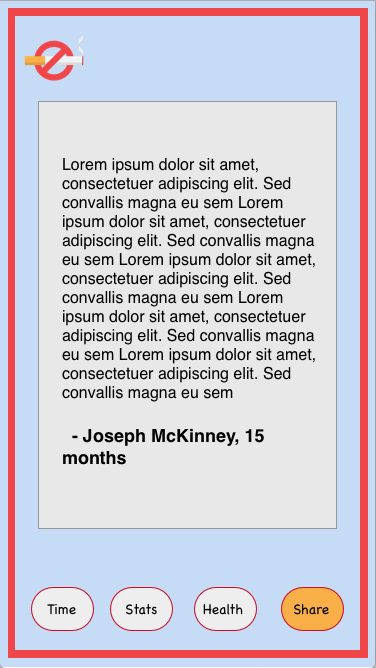 Lorem ipsum dolor sit amet,
consectetuer adipiscing elit. Sed
convallis magna eu sem Lorem
ipsum dolor sit amet, consectetuer
adipiscing elit. Sed convallis magna
eu sem Lorem ipsum dolor sit amet,
consectetuer adipiscing elit. Sed
convallis magna eu sem Lorem
ipsum dolor sit amet, consectetuer
adipiscing elit. Sed convallis magna
eu sem Lorem ipsum dolor sit amet,
consectetuer adipiscing elit. Sed
convallis magna eu sem
- Joseph McKinney, 15
months
Time Stats Health Share